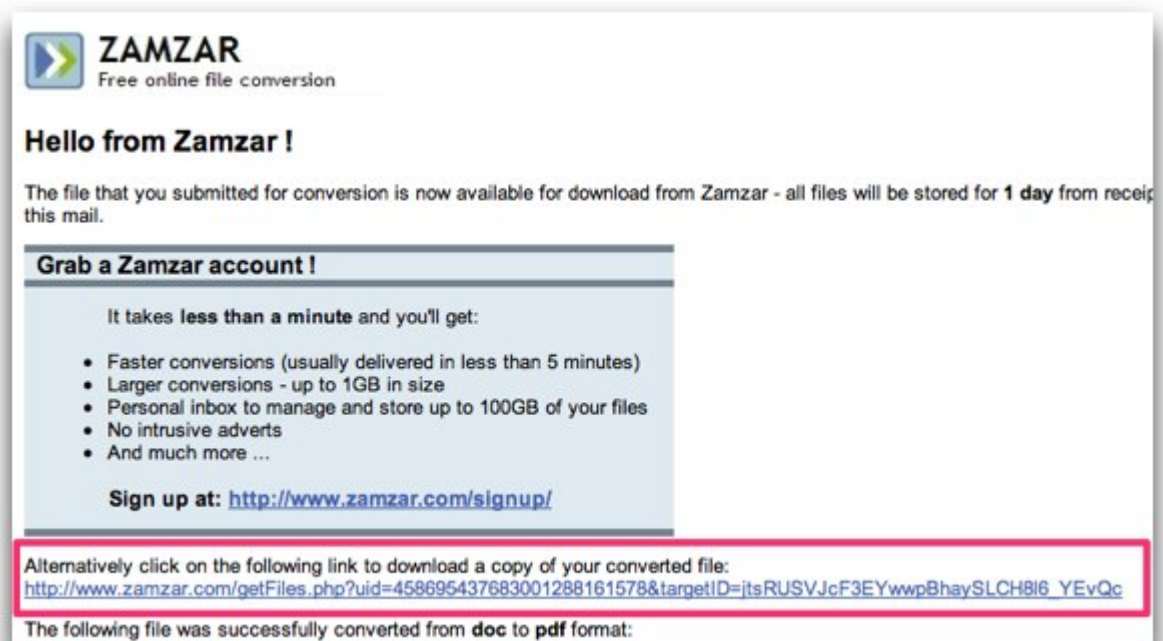 ZAMZAR
Free online file conversion
Hello from Zamzar !
The file that you submitted for conversion is now available for download from Zamzar - all files will be stored for 1 day from
this mail.
Grab a Zamzar account !
It takes less than a minute and you'll get:
• Faster conversions (usually delivered in less than 5 minutes)
• Larger conversions - up to 1GB in size
• Personal inbox to manage and store up to 100GB of your files
• No intrusive adverts
• And much more ...
Sign up at: http://www.zamzar.com/signup/
Alternatively click on the following link to download a copy of your converted file:
http://www.zamzar.com/getFiles.php?uid=4586954376830012881615​78&targetID=jtsRUSVJcF3EYwwpBhaySLCH8l6_YEvQc
The following file was successfully converted from doc to pdf format: